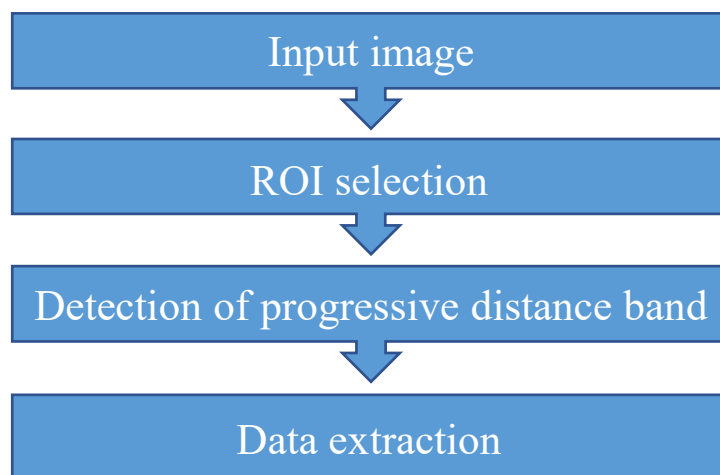 Input image
ROI selection
Detection of progressive distance band
Data extraction